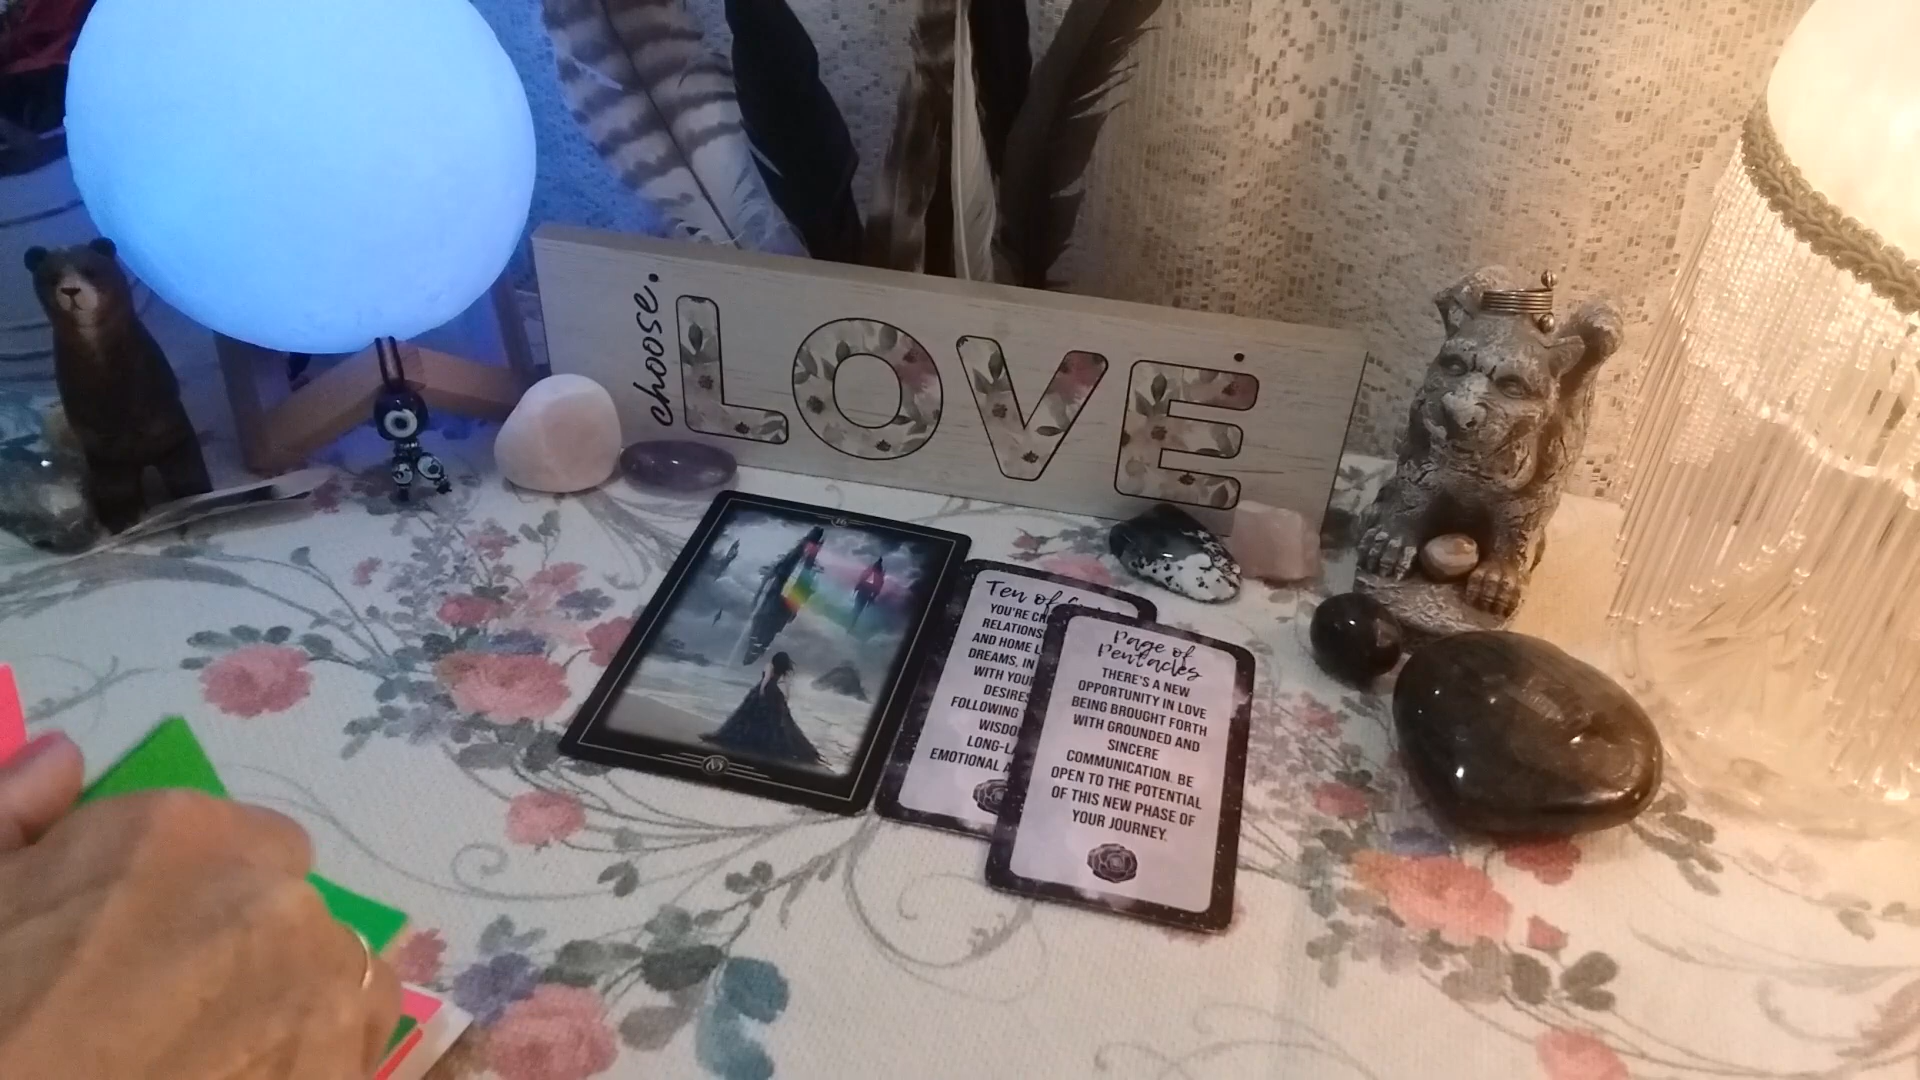 choose.
LOVE
Ten of
YOU'RE
RELATIONS
AND HOME
DREAMS, IN
WITH YOUR
DESIRES
FOLLOWING
WISDO
LONG-LA
EMOTIONAL A
Page of
Pentacles
THERE'S A NEW
OPPORTUNITY IN LOVE
BEING BROUGHT FORTH
WITH GROUNDED AND
SINCERE
COMMUNICATION. BE
OPEN TO THE POTENTIAL
OF THIS NEW PHASE OF
YOUR JOURNEY.